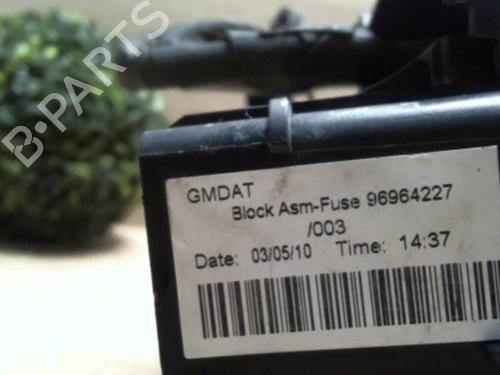 B-PARTS
GMDAT
Block Asm-Fuse 96964227
/003
Date: 03/05/10 Time: 14:37